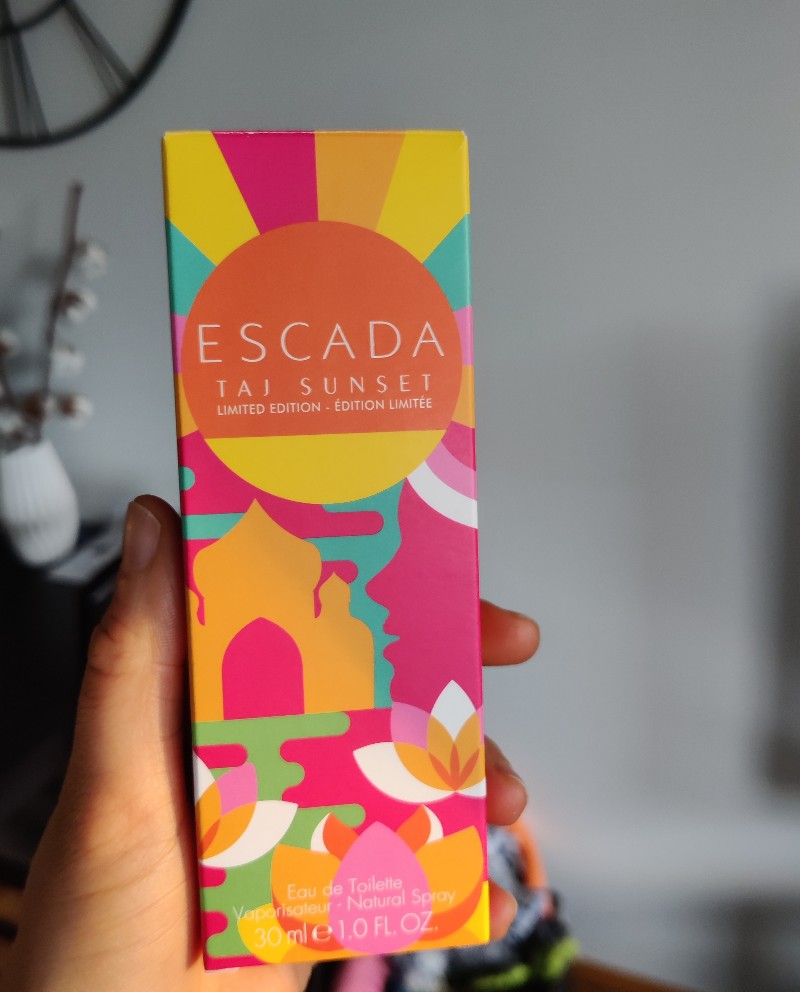 ESCADA
TAJ SUNSET
LIMITED EDITION - ÉDITION LIMITÉE
Eau de Toilette
Vaporisateur - Natural Spray
30 ml ℮ 1,0 FL. OZ.